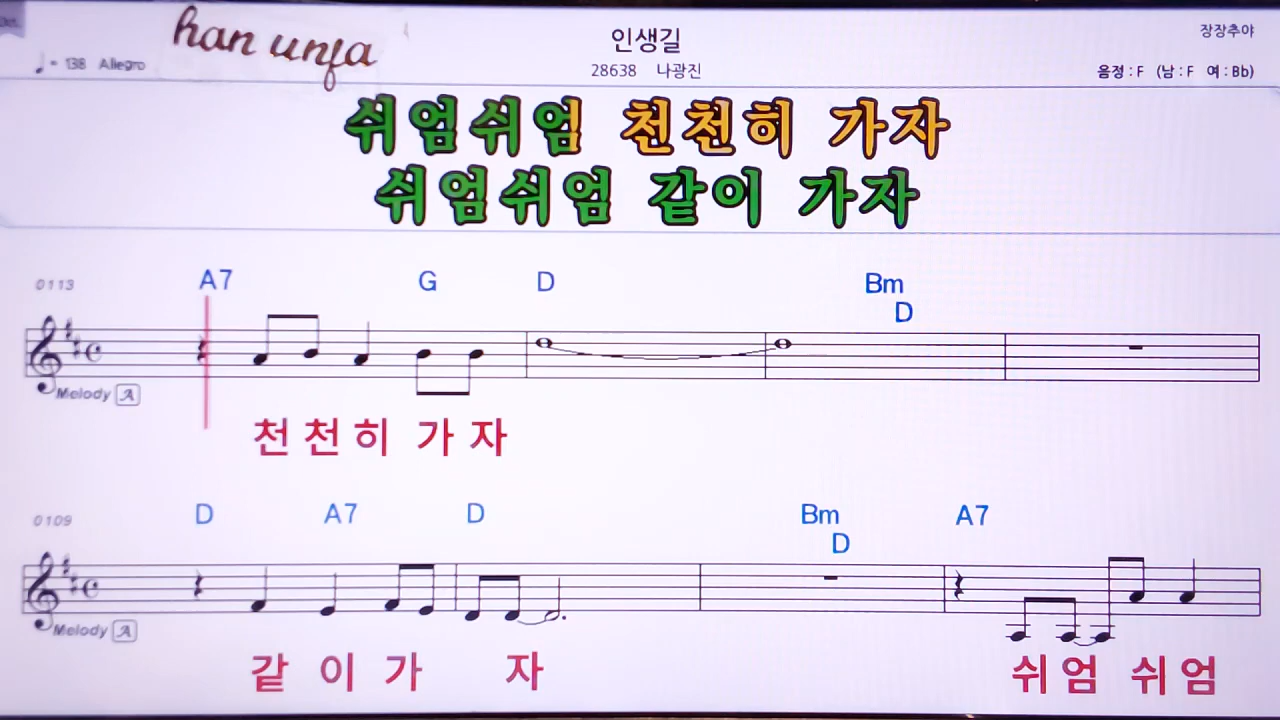 han unfa
인생길
장장추야
♩= 138 Allegro
28638 나광진
음정 : F (남 : F 여 : Bb)
쉬엄쉬엄 천천히 가자
쉬엄쉬엄 같이 가자
0113 A7 G D Bm
D
Melody A
천 천 히 가 자
0109 D A7 D Bm A7
D
Melody A
같 이 가 자 쉬 엄 쉬 엄